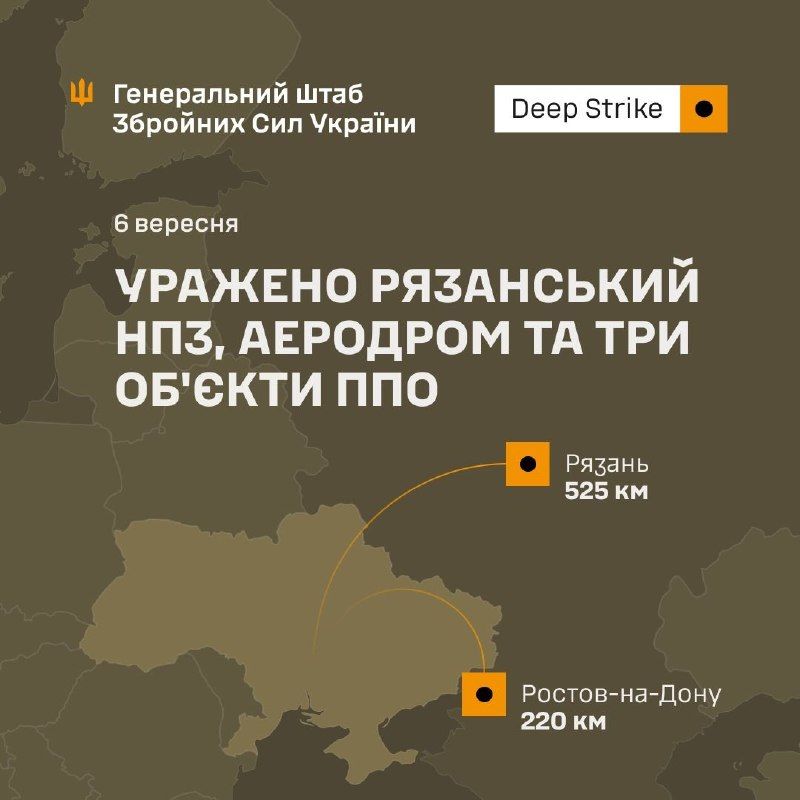 Генеральний штаб
Збройних Сил України
Deep Strike
6 вересня
УРАЖЕНО РЯЗАНСЬКИЙ
НПЗ, АЕРОДРОМ ТА ТРИ
ОБ'ЄКТИ ППО
Рязань
525 км
Ростов-на-Дону
220 км